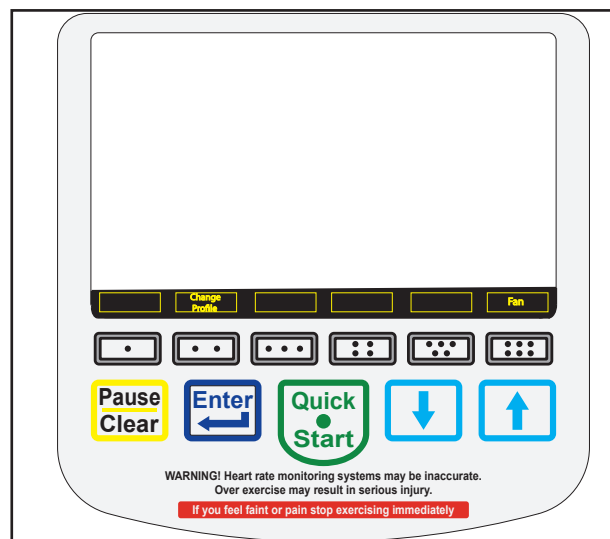 Change
Profile
Fan
Pause
Clear
Enter
Quick
Start
WARNING! Heart rate monitoring systems may be inaccurate.
Over exercise may result in serious injury.
If you feel faint or pain stop exercising immediately